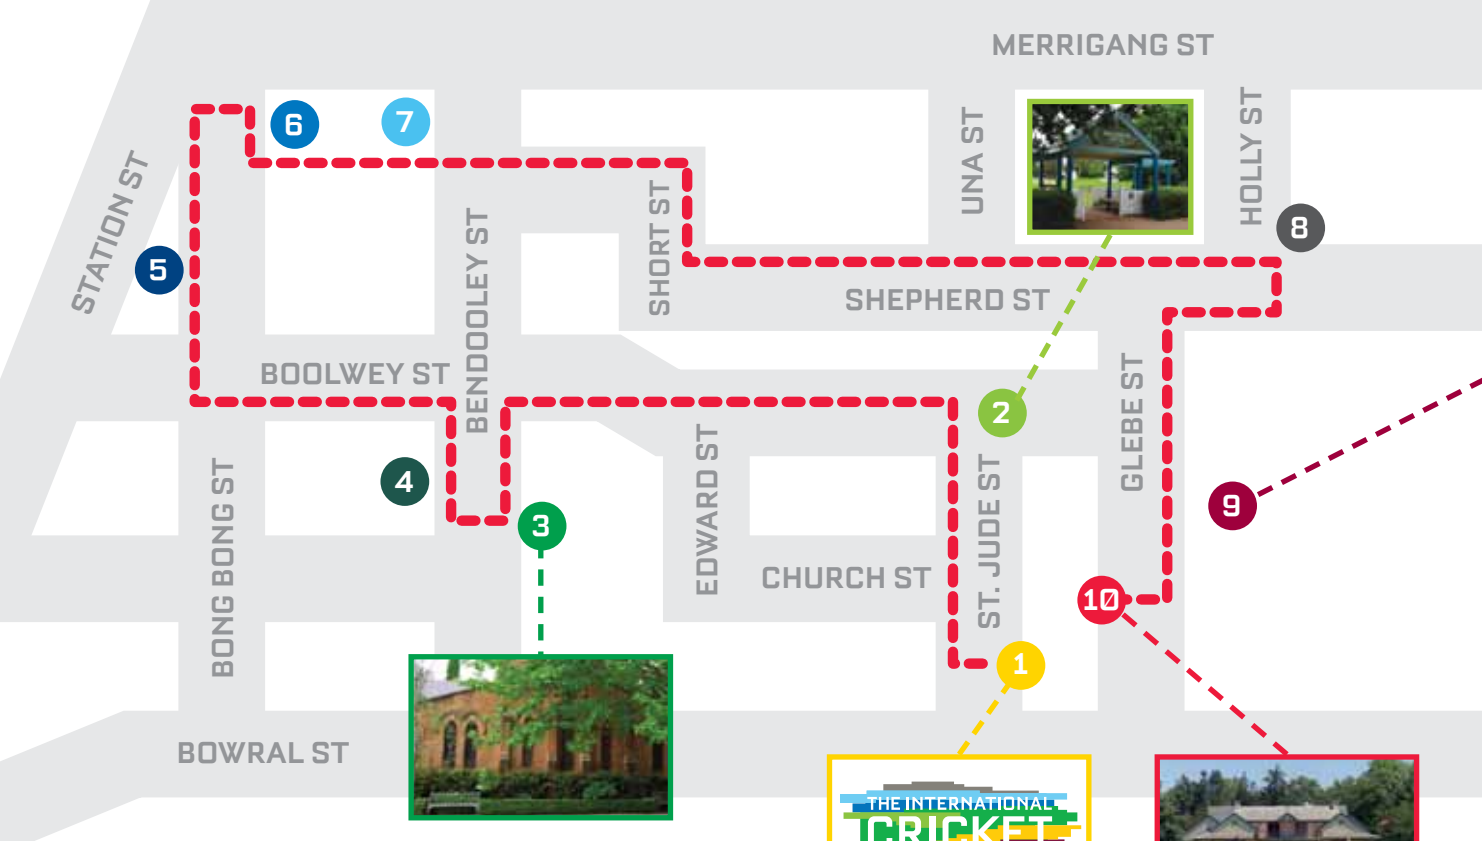 MERRIGANG ST
6
7
UNA ST
HOLLY ST
STATION ST
SHORT ST
8
5
BENDOOLEY ST
SHEPHERD ST
BOOLWEY ST
GLEBE ST
2
4
BONG BONG ST
EDWARD ST
ST. JUDE ST
9
3
CHURCH ST
10
1
BOWRAL ST
THE INTERNATIONAL
CRICKET